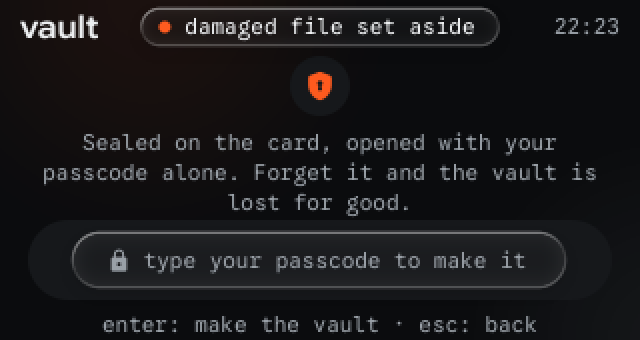 vault
damaged file set aside
22:23
Sealed on the card, opened with your
passcode alone. Forget it and the vault is
lost for good.
type your passcode to make it
enter: make the vault · esc: back